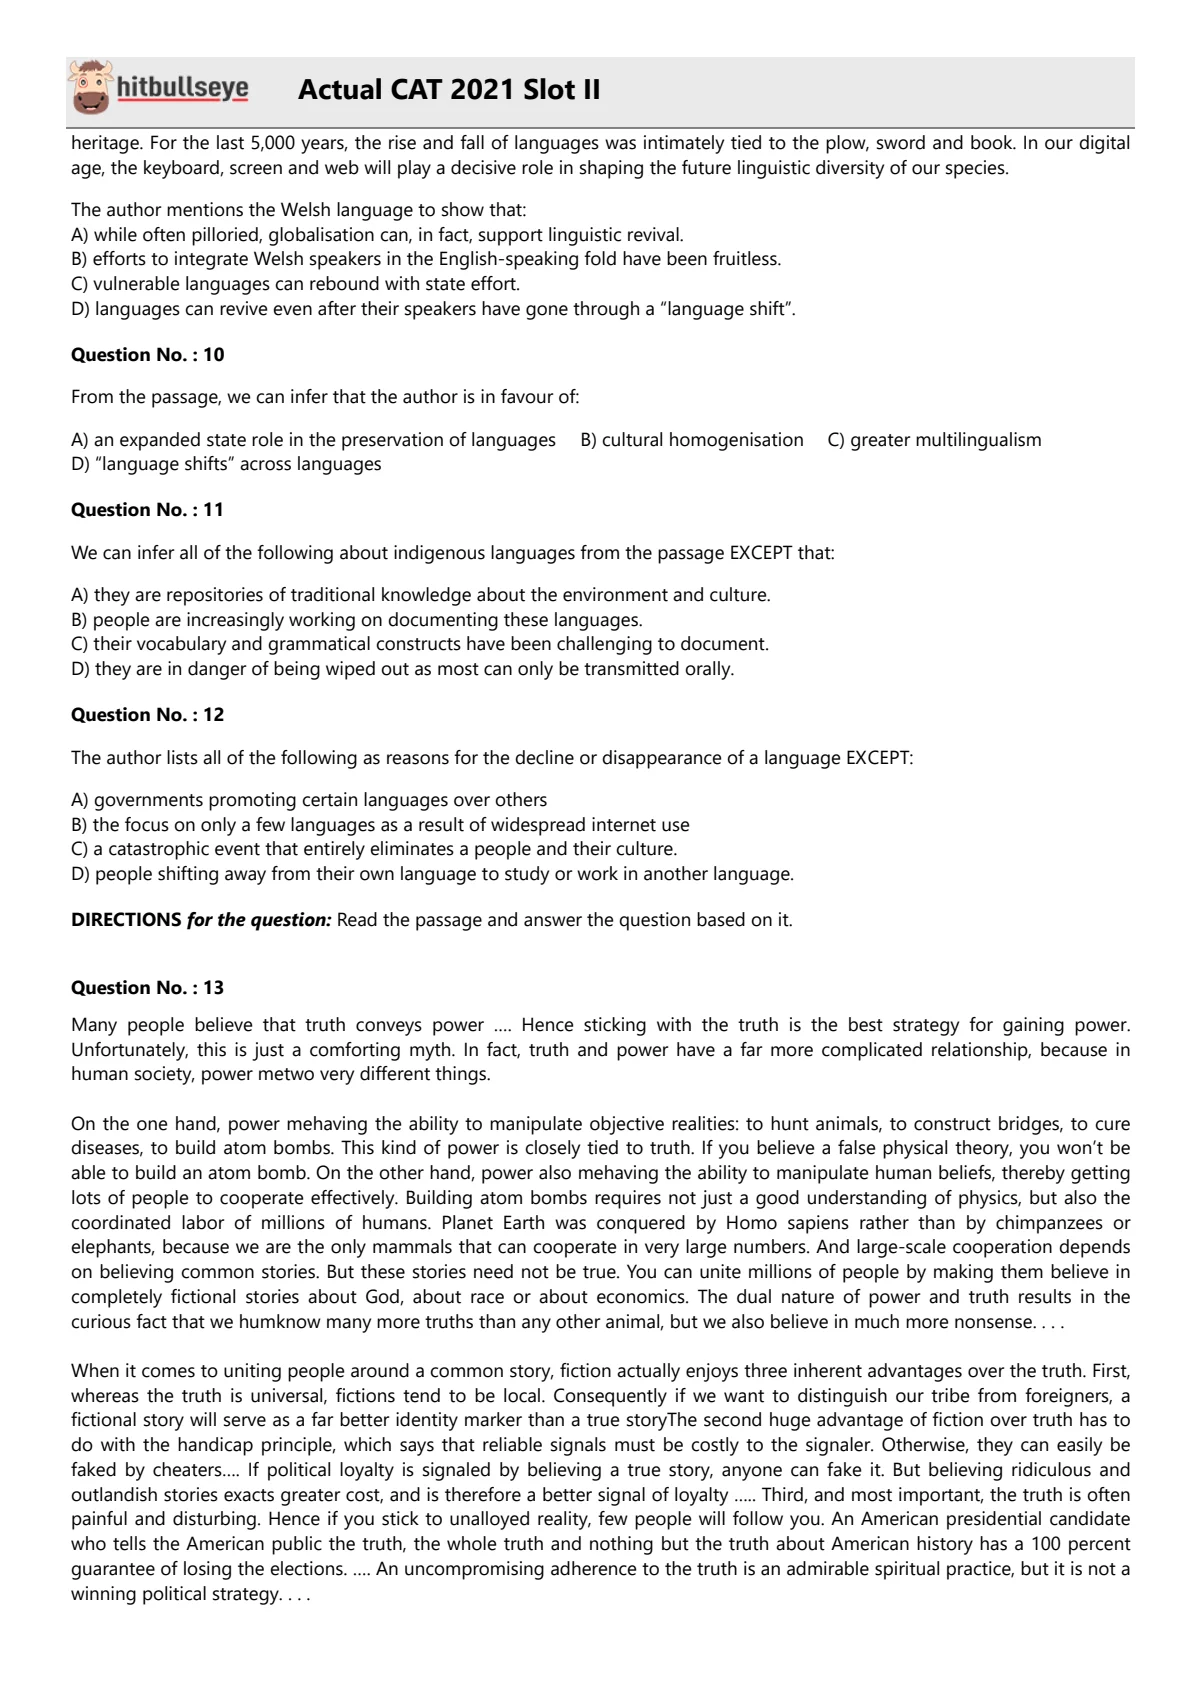 hitbullseye Actual CAT 2021 Slot II
heritage. For the last 5,000 years, the rise and fall of languages was intimately tied to the plow, sword and book. In our digital
age, the keyboard, screen and web will play a decisive role in shaping the future linguistic diversity of our species.
The author mentions the Welsh language to show that:
A) while often pilloried, globalisation can, in fact, support linguistic revival.
B) efforts to integrate Welsh speakers in the English-speaking fold have been fruitless.
C) vulnerable languages can rebound with state effort.
D) languages can revive even after their speakers have gone through a “language shift”.
Question No. : 10
From the passage, we can infer that the author is in favour of:
A) an expanded state role in the preservation of languages B) cultural homogenisation C) greater multilingualism
D) “language shifts” across languages
Question No. : 11
We can infer all of the following about indigenous languages from the passage EXCEPT that:
A) they are repositories of traditional knowledge about the environment and culture.
B) people are increasingly working on documenting these languages.
C) their vocabulary and grammatical constructs have been challenging to document.
D) they are in danger of being wiped out as most can only be transmitted orally.
Question No. : 12
The author lists all of the following as reasons for the decline or disappearance of a language EXCEPT:
A) governments promoting certain languages over others
B) the focus on only a few languages as a result of widespread internet use
C) a catastrophic event that entirely eliminates a people and their culture.
D) people shifting away from their own language to study or work in another language.
DIRECTIONS for the question: Read the passage and answer the question based on it.
Question No. : 13
Many people believe that truth conveys power .... Hence sticking with the truth is the best strategy for gaining power.
Unfortunately, this is just a comforting myth. In fact, truth and power have a far more complicated relationship, because in
human society, power metwo very different things.
On the one hand, power mehaving the ability to manipulate objective realities: to hunt animals, to construct bridges, to cure
diseases, to build atom bombs. This kind of power is closely tied to truth. If you believe a false physical theory, you won’t be
able to build an atom bomb. On the other hand, power also mehaving the ability to manipulate human beliefs, thereby getting
lots of people to cooperate effectively. Building atom bombs requires not just a good understanding of physics, but also the
coordinated labor of millions of humans. Planet Earth was conquered by Homo sapiens rather than by chimpanzees or
elephants, because we are the only mammals that can cooperate in very large numbers. And large-scale cooperation depends
on believing common stories. But these stories need not be true. You can unite millions of people by making them believe in
completely fictional stories about God, about race or about economics. The dual nature of power and truth results in the
curious fact that we humknow many more truths than any other animal, but we also believe in much more nonsense. . . .
When it comes to uniting people around a common story, fiction actually enjoys three inherent advantages over the truth. First,
whereas the truth is universal, fictions tend to be local. Consequently if we want to distinguish our tribe from foreigners, a
fictional story will serve as a far better identity marker than a true storyThe second huge advantage of fiction over truth has to
do with the handicap principle, which says that reliable signals must be costly to the signaler. Otherwise, they can easily be
faked by cheaters.... If political loyalty is signaled by believing a true story, anyone can fake it. But believing ridiculous and
outlandish stories exacts greater cost, and is therefore a better signal of loyalty ..... Third, and most important, the truth is often
painful and disturbing. Hence if you stick to unalloyed reality, few people will follow you. An American presidential candidate
who tells the American public the truth, the whole truth and nothing but the truth about American history has a 100 percent
guarantee of losing the elections. .... An uncompromising adherence to the truth is an admirable spiritual practice, but it is not a
winning political strategy. . . .